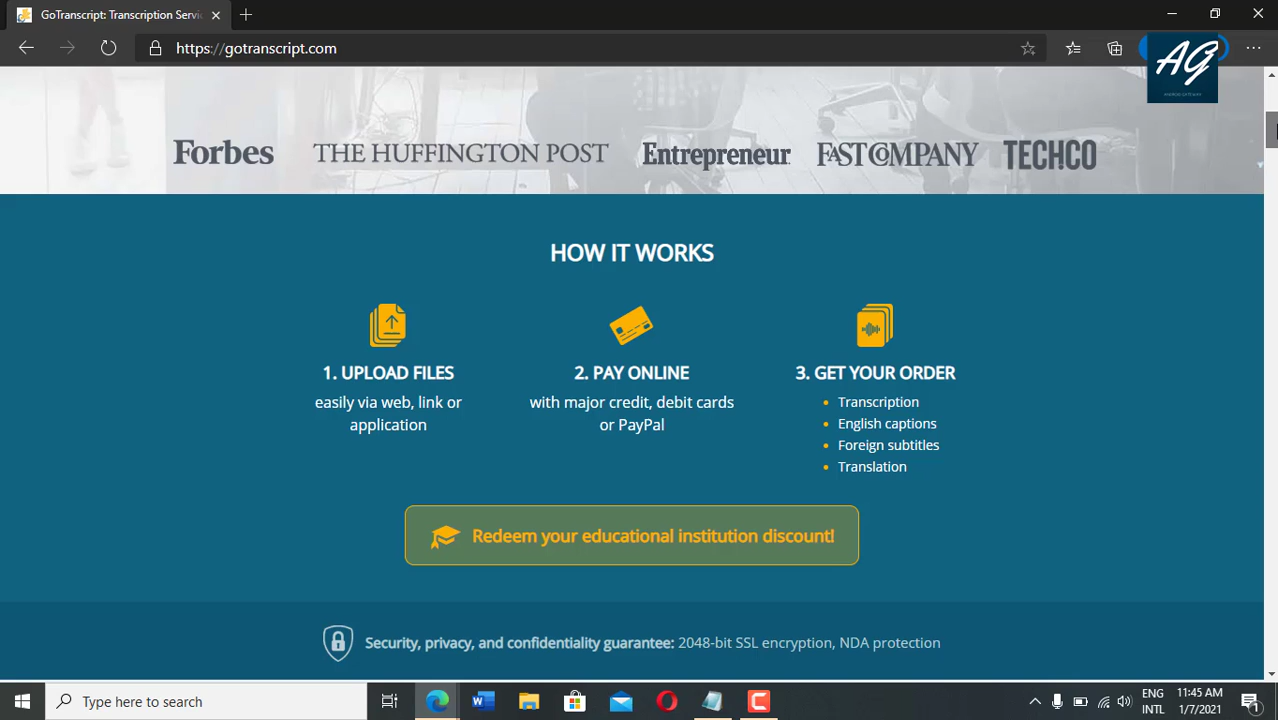 GoTranscript: Transcription Servi
https://gotranscript.com
AG
Forbes
THE HUFFINGTON POST
Entrepreneur
FAST COMPANY
TECHCO
HOW IT WORKS
1. UPLOAD FILES
easily via web, link or
application
2. PAY ONLINE
with major credit, debit cards
or PayPal
3. GET YOUR ORDER
• Transcription
• English captions
• Foreign subtitles
• Translation
Redeem your educational institution discount!
Security, privacy, and confidentiality guarantee: 2048-bit SSL encryption, NDA protection
Type here to search
ENG
INTL
11:45 AM
1/7/2021
1